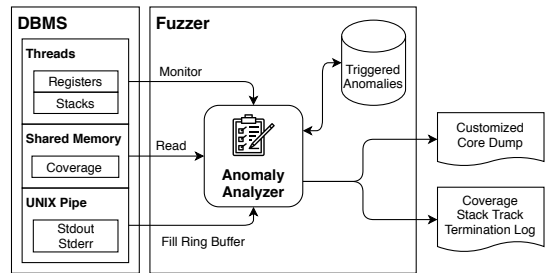 DBMS
Threads
Registers
Stacks
Shared Memory
Coverage
UNIX Pipe
Stdout
Stderr
Fuzzer
Monitor
Read
Fill Ring Buffer
Anomaly
Analyzer
Triggered
Anomalies
Customized
Core Dump
Coverage
Stack Track
Termination Log